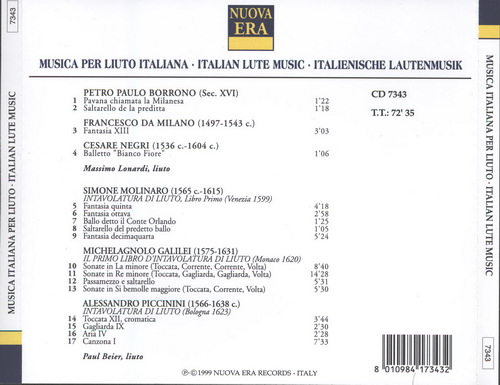 NUOVA
ERA
MUSICA PER LIUTO ITALIANA · ITALIAN LUTE MUSIC · ITALIENISCHE LAUTENMUSIK
PETRO PAULO BORRONO (Sec. XVI)
1 Pavana chiamata la Milanesa 1'22
2 Saltarello de la preditta 1'18
FRANCESCO DA MILANO (1497-1543 c.)
3 Fantasia XIII 3'03
CESARE NEGRI (1536 c.-1604 c.)
4 Balletto "Bianco Fiore" 1'06
Massimo Lonardi, liuto
CD 7343
T.T.: 72' 35
SIMONE MOLINARO (1565 c.-1615)
INTAVOLATURA DI LIUTO, Libro Primo (Venezia 1599)
5 Fantasia quinta 4'18
6 Fantasia ottava 2'58
7 Ballo detto il Conte Orlando 1'25
8 Saltarello del predetto ballo 1'05
9 Fantasia decimaquarta 5'24
MICHELAGNOLO GALILEI (1575-1631)
IL PRIMO LIBRO D'INTAVOLATURA DI LIUTO (Monaco 1620)
10 Sonate in La minore (Toccata, Corrente, Corrente, Volta) 8'40
11 Sonate in Re minore (Toccata, Gagliarda, Gagliarda, Volta) 14'28
12 Passamezzo e saltarello 5'31
13 Sonate in Si bemolle maggiore (Toccata, Corrente, Volta) 5'30
ALESSANDRO PICCININI (1566-1638 c.)
INTAVOLATURA DI LIUTO (Bologna 1623)
14 Toccata XII, cromatica 3'44
15 Gagliarda IX 2'30
16 Aria IV 2'28
17 Canzona I 7'33
Paul Beier, liuto
℗-© 1999 NUOVA ERA RECORDS - ITALY
8 010984 173432
7343
MUSICA PER LIUTO ITALIANA · ITALIAN LUTE MUSIC
7343
MUSICA ITALIANA PER LIUTO · ITALIAN LUTE MUSIC